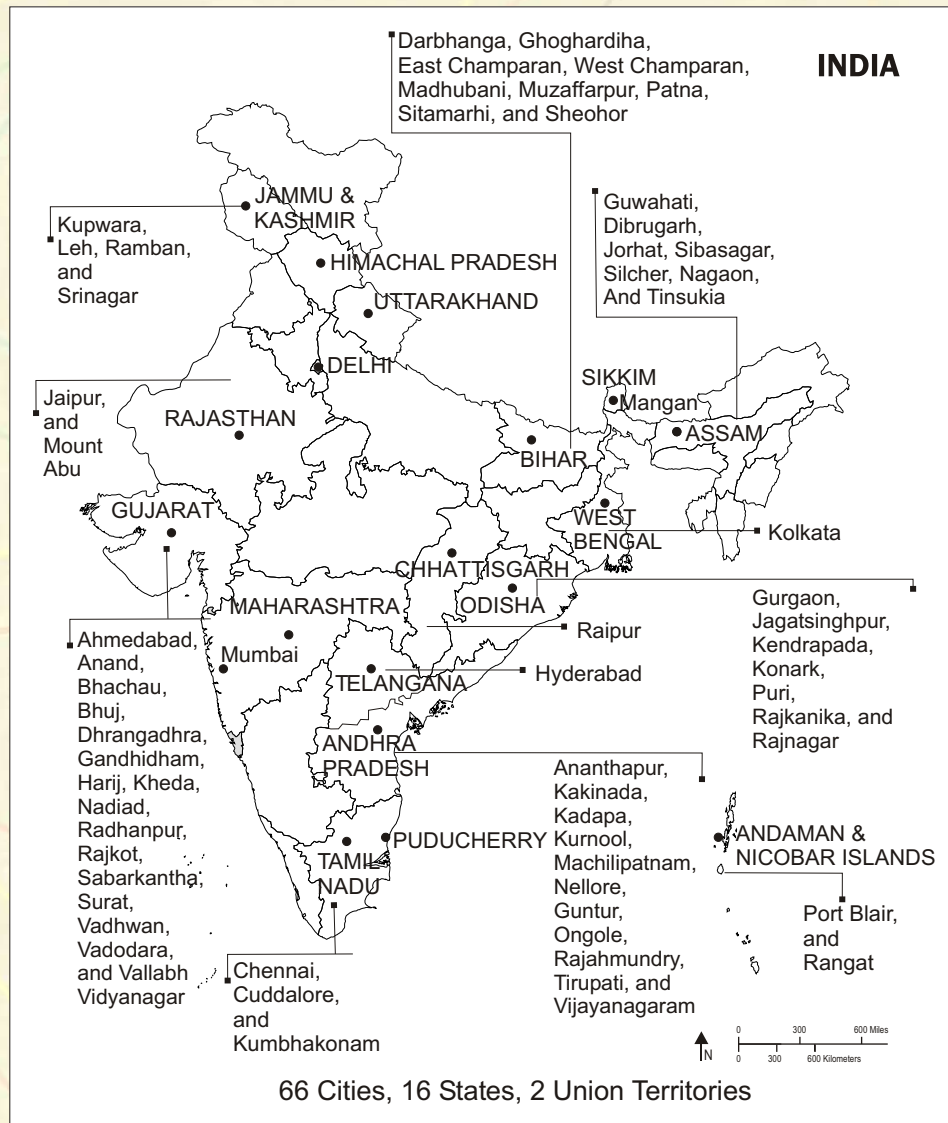 INDIA
Darbhanga, Ghoghardiha,
East Champaran, West Champaran,
Madhubani, Muzaffarpur, Patna,
Sitamarhi, and Sheohor
JAMMU &
KASHMIR
Kupwara,
Leh, Ramban,
and
Srinagar
HIMACHAL PRADESH
UTTARAKHAND
DELHI
Guwahati,
Dibrugarh,
Jorhat, Sibasagar,
Silcher, Nagaon,
And Tinsukia
SIKKIM
Mangan
ASSAM
Jaipur,
and
Mount
Abu
RAJASTHAN
BIHAR
GUJARAT
WEST
BENGAL
Kolkata
CHHATTISGARH
ODISHA
MAHARASHTRA
Mumbai
Raipur
TELANGANA
Hyderabad
Gurgaon,
Jagatsinghpur,
Kendrapada,
Konark,
Puri,
Rajkanika, and
Rajnagar
Ahmedabad,
Anand,
Bhachau,
Bhuj,
Dhrangadhra,
Gandhidham,
Harij, Kheda,
Nadiad,
Radhanpur,
Rajkot,
Sabarkantha,
Surat,
Vadhwan,
Vadodara,
and Vallabh
Vidyanagar
ANDHRA
PRADESH
Ananthapur,
Kakinada,
Kadapa,
Kurnool,
Machilipatnam,
Nellore,
Guntur,
Ongole,
Rajahmundry,
Tirupati, and
Vijayanagaram
PUDUCHERRY
TAMIL
NADU
ANDAMAN &
NICOBAR ISLANDS
Port Blair,
and
Rangat
Chennai,
Cuddalore,
and
Kumbhakonam
N
0 300 600 Miles
0 300 600 Kilometers
66 Cities, 16 States, 2 Union Territories